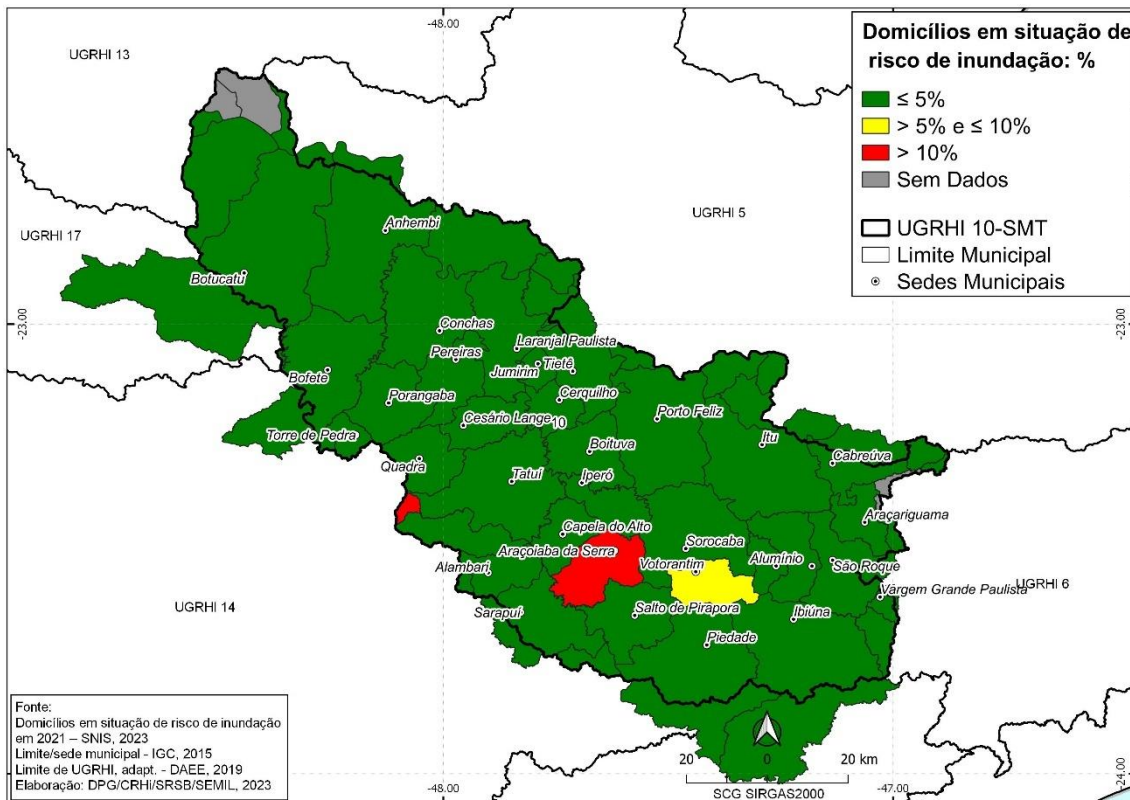 -48.00
UGRHI 13
Domicílios em situação de
risco de inundação: %
≤ 5%
> 5% e ≤ 10%
> 10%
Sem Dados
UGRHI 10-SMT
Limite Municipal
Sedes Municipais
UGRHI 5
UGRHI 17
Anhembi
Botucatu
-23.00
-23.00
Conchas
Laranjal Paulista
Pereiras
Tietê
Jumirim
Bofete
Cerquilho
Porangaba
Porto Feliz
Cesário Lange
10
Torre de Pedra
Itu
Boituva
Cabreúva
Quadra
Tatuí
Iperó
Araçariguama
Capela do Alto
Sorocaba
Araçoiaba da Serra
Votorantim
Alumínio
São Roque
Alambari
UGRHI 6
Vargem Grande Paulista
UGRHI 14
Sarapuí
Salto de Pirapora
Ibiúna
Piedade
Fonte:
Domicílios em situação de risco de inundação
em 2021 – SNIS, 2023
Limite/sede municipal - IGC, 2015
Limite de UGRHI, adapt. - DAEE, 2019
Elaboração: DPG/CRHi/SRSB/SEMIL, 2023
20 0 20 km
SCG SIRGAS2000
-24.00
-48.00
-47.00